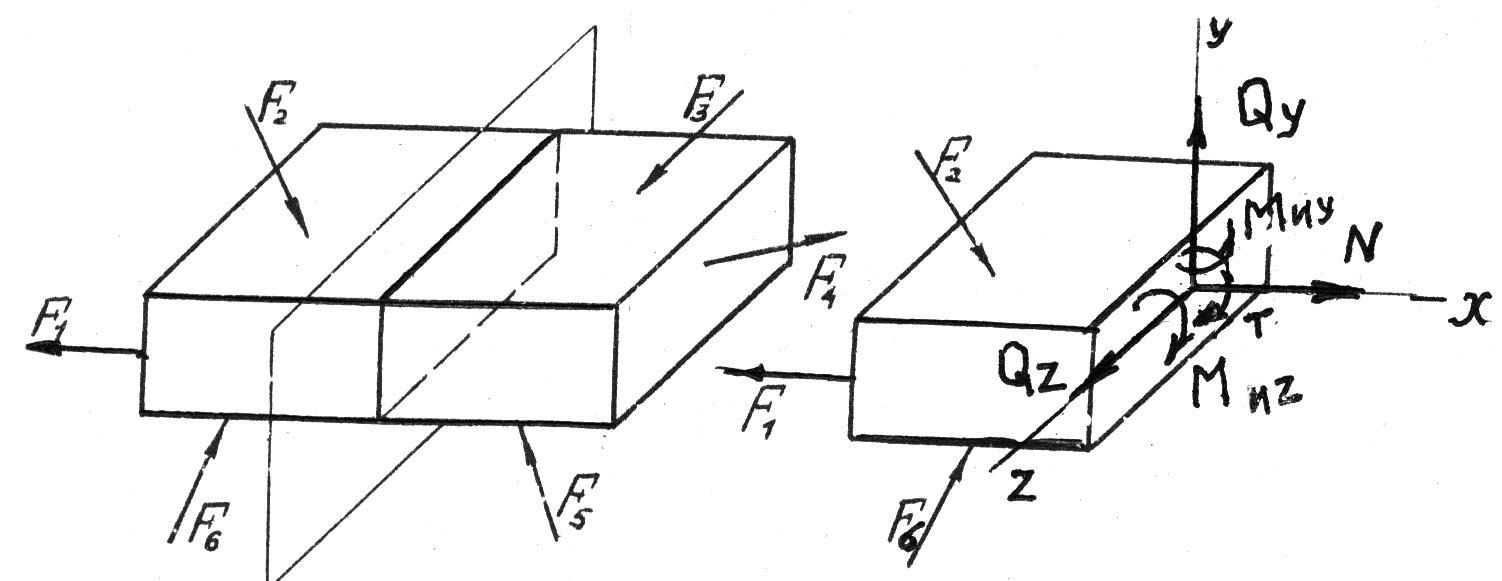 F₂
F₃
F₁
F₄
F₆
F₅
y
Qy
F₂
Mиy
N
x
T
Qz
Mиz
F₁
z
F₆